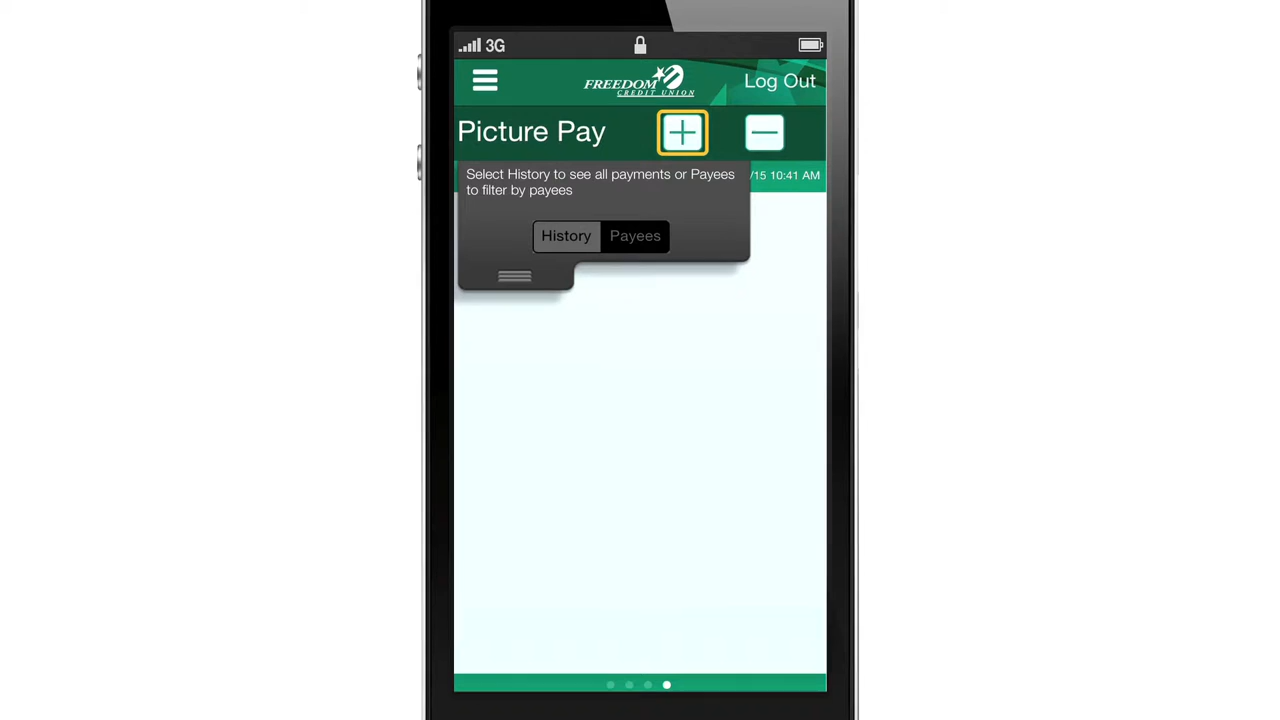 3G
FREEDOM
CREDIT UNION
Log Out
Picture Pay
Select History to see all payments or Payees
to filter by payees
/15 10:41 AM
History
Payees